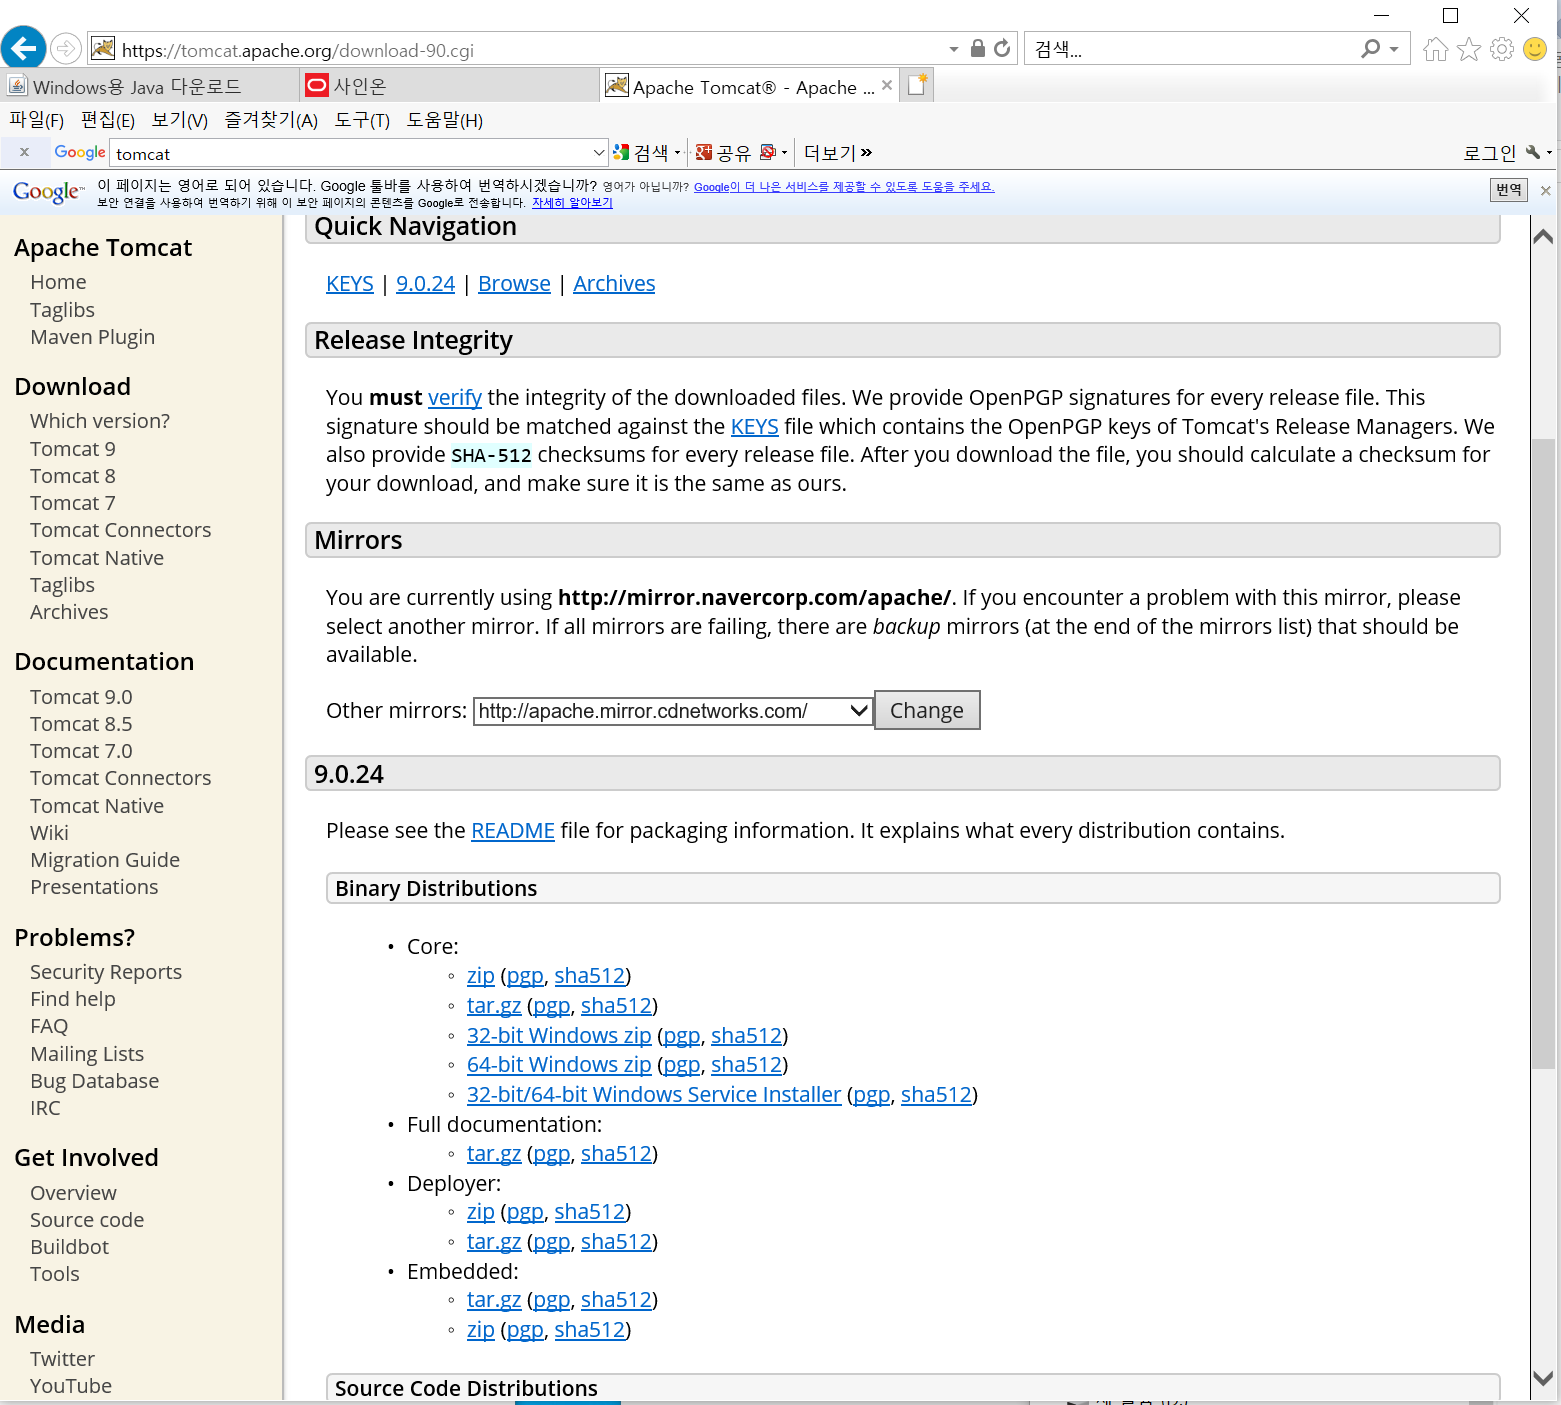 https://tomcat.apache.org/download-90.cgi
검색...
Windows용 Java 다운로드
사인온
Apache Tomcat® - Apache ...
파일(F) 편집(E) 보기(V) 즐겨찾기(A) 도구(T) 도움말(H)
x Google tomcat 검색 공유 더보기 » 로그인
Google 이 페이지는 영어로 되어 있습니다. Google 툴바를 사용하여 번역하시겠습니까? 영어가 아닙니까? Google이 더 나은 서비스를 제공할 수 있도록 도움을 주세요. 번역
보안 연결을 사용하여 번역하기 위해 이 보안 페이지의 콘텐츠를 Google로 전송합니다. 자세히 알아보기
Apache Tomcat
Home
Taglibs
Maven Plugin
Download
Which version?
Tomcat 9
Tomcat 8
Tomcat 7
Tomcat Connectors
Tomcat Native
Taglibs
Archives
Documentation
Tomcat 9.0
Tomcat 8.5
Tomcat 7.0
Tomcat Connectors
Tomcat Native
Wiki
Migration Guide
Presentations
Problems?
Security Reports
Find help
FAQ
Mailing Lists
Bug Database
IRC
Get Involved
Overview
Source code
Buildbot
Tools
Media
Twitter
YouTube
Quick Navigation
KEYS | 9.0.24 | Browse | Archives
Release Integrity
You must verify the integrity of the downloaded files. We provide OpenPGP signatures for every release file. This
signature should be matched against the KEYS file which contains the OpenPGP keys of Tomcat's Release Managers. We
also provide SHA-512 checksums for every release file. After you download the file, you should calculate a checksum for
your download, and make sure it is the same as ours.
Mirrors
You are currently using http://mirror.navercorp.com/apache/. If you encounter a problem with this mirror, please
select another mirror. If all mirrors are failing, there are backup mirrors (at the end of the mirrors list) that should be
available.
Other mirrors: http://apache.mirror.cdnetworks.com/ Change
9.0.24
Please see the README file for packaging information. It explains what every distribution contains.
Binary Distributions
• Core:
◦ zip (pgp, sha512)
◦ tar.gz (pgp, sha512)
◦ 32-bit Windows zip (pgp, sha512)
◦ 64-bit Windows zip (pgp, sha512)
◦ 32-bit/64-bit Windows Service Installer (pgp, sha512)
• Full documentation:
◦ tar.gz (pgp, sha512)
• Deployer:
◦ zip (pgp, sha512)
◦ tar.gz (pgp, sha512)
• Embedded:
◦ tar.gz (pgp, sha512)
◦ zip (pgp, sha512)
Source Code Distributions